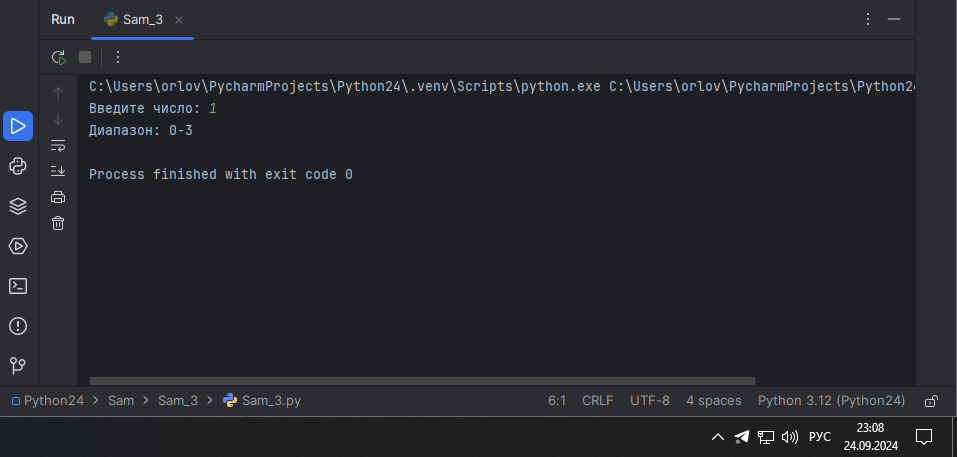 Run Sam_3
C:\Users\orlov\PycharmProjects\Python24\.venv\Scripts\python.exe C:\Users\orlov\PycharmProjects\Python24
Введите число: 1
Диапазон: 0-3
Process finished with exit code 0
Python24 > Sam > Sam_3 > Sam_3.py 6:1 CRLF UTF-8 4 spaces Python 3.12 (Python24)
РУС 23:08
24.09.2024